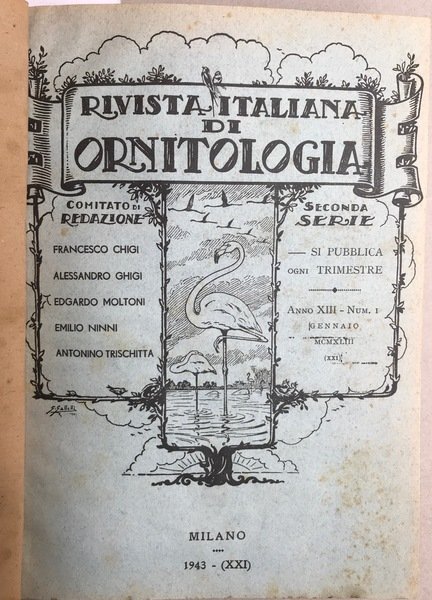 RIVISTA ITALIANA
DI
ORNITOLOGIA
COMITATO DI
REDAZIONE
FRANCESCO CHIGI
ALESSANDRO GHIGI
EDGARDO MOLTONI
EMILIO NINNI
ANTONINO TRISCHITTA
SECONDA
SERIE
— SI PUBBLICA
OGNI TRIMESTRE
ANNO XIII - NUM. 1
GENNAIO
MCMXLIII
(XXI)
MILANO
1943 - (XXI)